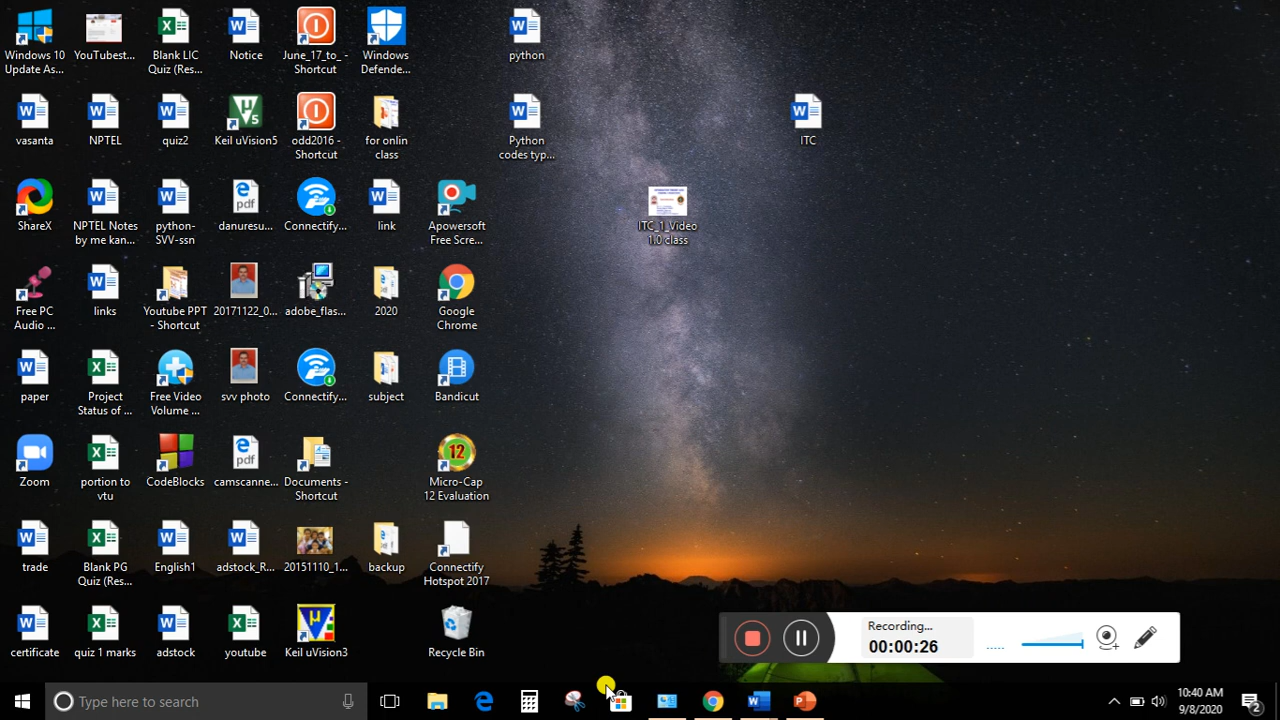 Windows 10
Update As...
YouTubest...
Blank LIC
Quiz (Res...
Notice
June_17_to_ -
Shortcut
Windows
Defende...
python
vasanta
NPTEL
quiz2
Keil uVision5
odd2016 -
Shortcut
for onlin
class
Python
codes typ...
ITC
ShareX
NPTEL Notes
by me kan...
python-
SVV-ssn
danuresu...
Connectify...
link
Apowersoft
Free Scre...
ITC_1_Video
1.0 class
Free PC
Audio ...
links
Youtube PPT
- Shortcut
20171122_0...
adobe_flas...
2020
Google
Chrome
paper
Project
Status of ...
Free Video
Volume ...
svv photo
Connectify...
subject
Bandicut
Zoom
portion to
vtu
CodeBlocks
camscanne...
Documents -
Shortcut
12
Micro-Cap
12 Evaluation
trade
Blank PG
Quiz (Res...
English1
adstock_R...
20151110_1...
backup
Connectify
Hotspot 2017
certificate
quiz 1 marks
adstock
youtube
Keil uVision3
Recycle Bin
Recording...
00:00:26
Type here to search
10:40 AM
9/8/2020
2